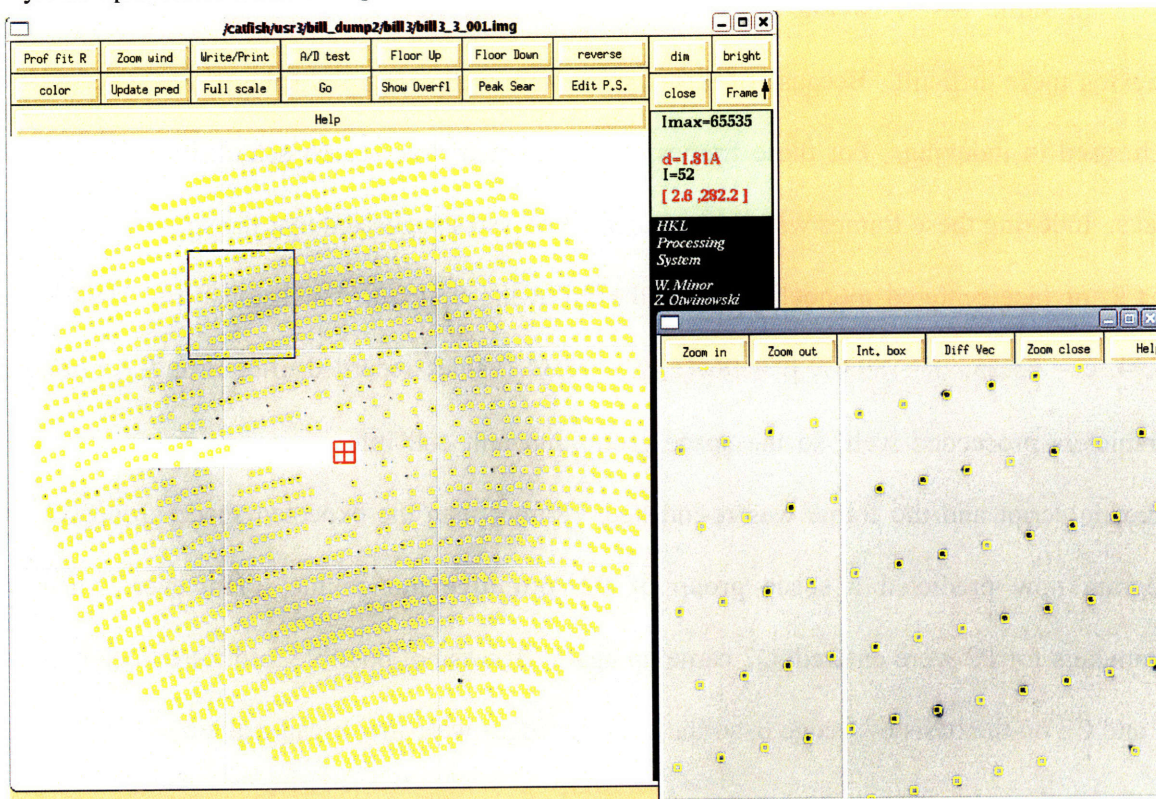 /catfish/usr3/bill_dump2/bill3/bill3_3_001.img
Prof fit R Zoom wind Write/Print A/D test Floor Up Floor Down reverse dim bright
color Update pred Full scale Go Show Overfl Peak Sear Edit P.S. close Frame
Help
Imax=65535
d=1.81A
I=52
[ 2.6 ,282.2 ]
HKL
Processing
System
W. Minor
Z. Otwinowski
Zoom in Zoom out Int. box Diff Vec Zoom close Help